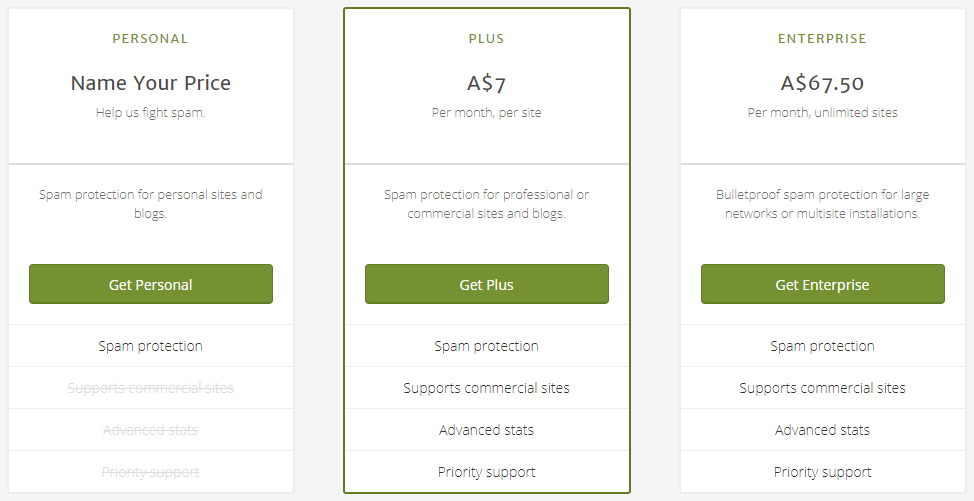 PERSONAL
Name Your Price
Help us fight spam.
Spam protection for personal sites and
blogs.
Get Personal
Spam protection
Supports commercial sites
Advanced stats
Priority support
PLUS
A$7
Per month, per site
Spam protection for professional or
commercial sites and blogs.
Get Plus
Spam protection
Supports commercial sites
Advanced stats
Priority support
ENTERPRISE
A$67.50
Per month, unlimited sites
Bulletproof spam protection for large
networks or multisite installations.
Get Enterprise
Spam protection
Supports commercial sites
Advanced stats
Priority support